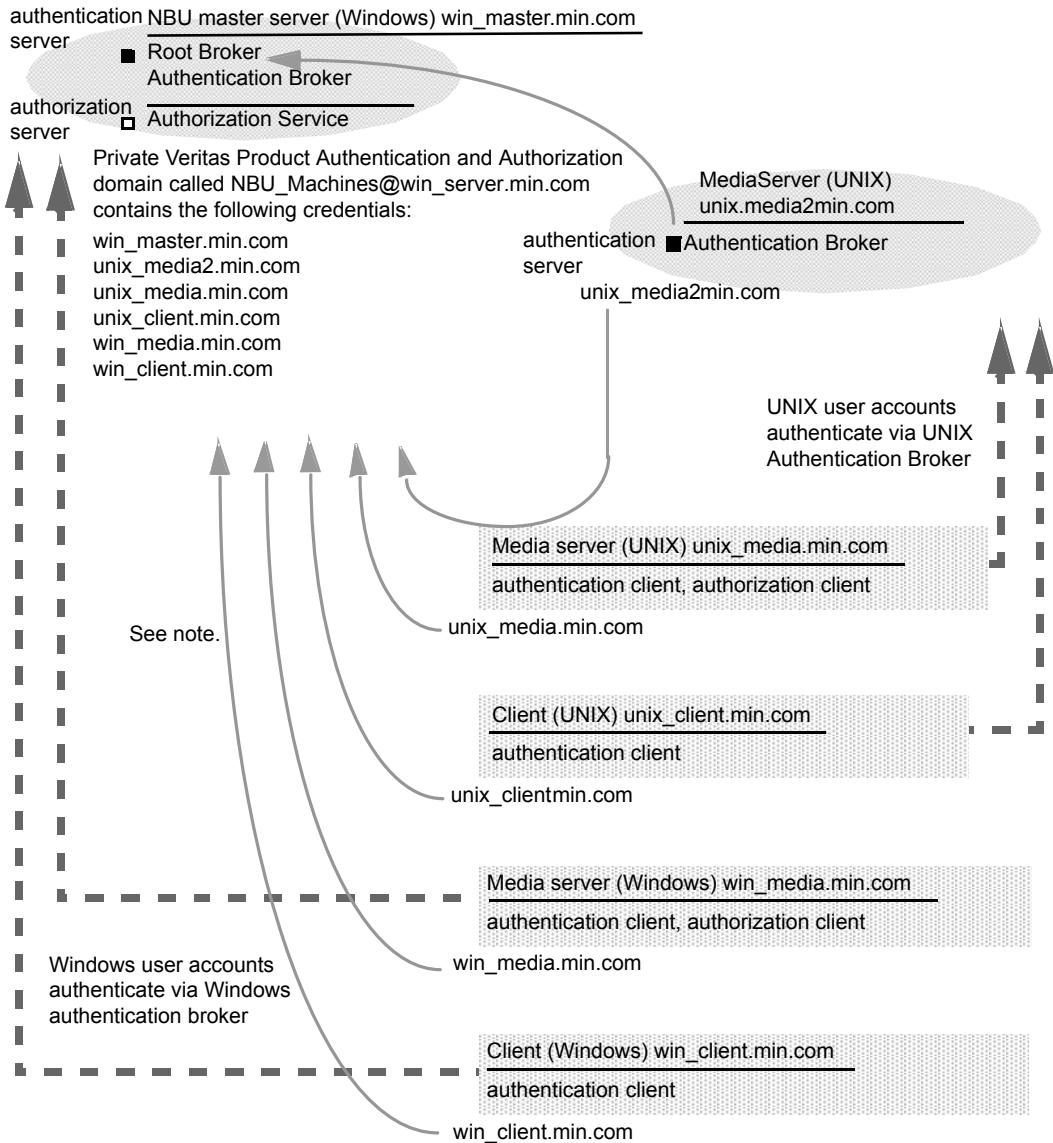 authentication server
NBU master server (Windows) win_master.min.com
Root Broker
Authentication Broker
authorization server
Authorization Service
Private Veritas Product Authentication and Authorization
domain called NBU_Machines@win_server.min.com
contains the following credentials:
win_master.min.com
unix_media2.min.com
unix_media.min.com
unix_client.min.com
win_media.min.com
win_client.min.com
MediaServer (UNIX)
unix.media2min.com
authentication server
Authentication Broker
unix_media2min.com
UNIX user accounts
authenticate via UNIX
Authentication Broker
Media server (UNIX) unix_media.min.com
authentication client, authorization client
unix_media.min.com
See note.
Client (UNIX) unix_client.min.com
authentication client
unix_clientmin.com
Media server (Windows) win_media.min.com
authentication client, authorization client
win_media.min.com
Windows user accounts
authenticate via Windows
authentication broker
Client (Windows) win_client.min.com
authentication client
win_client.min.com